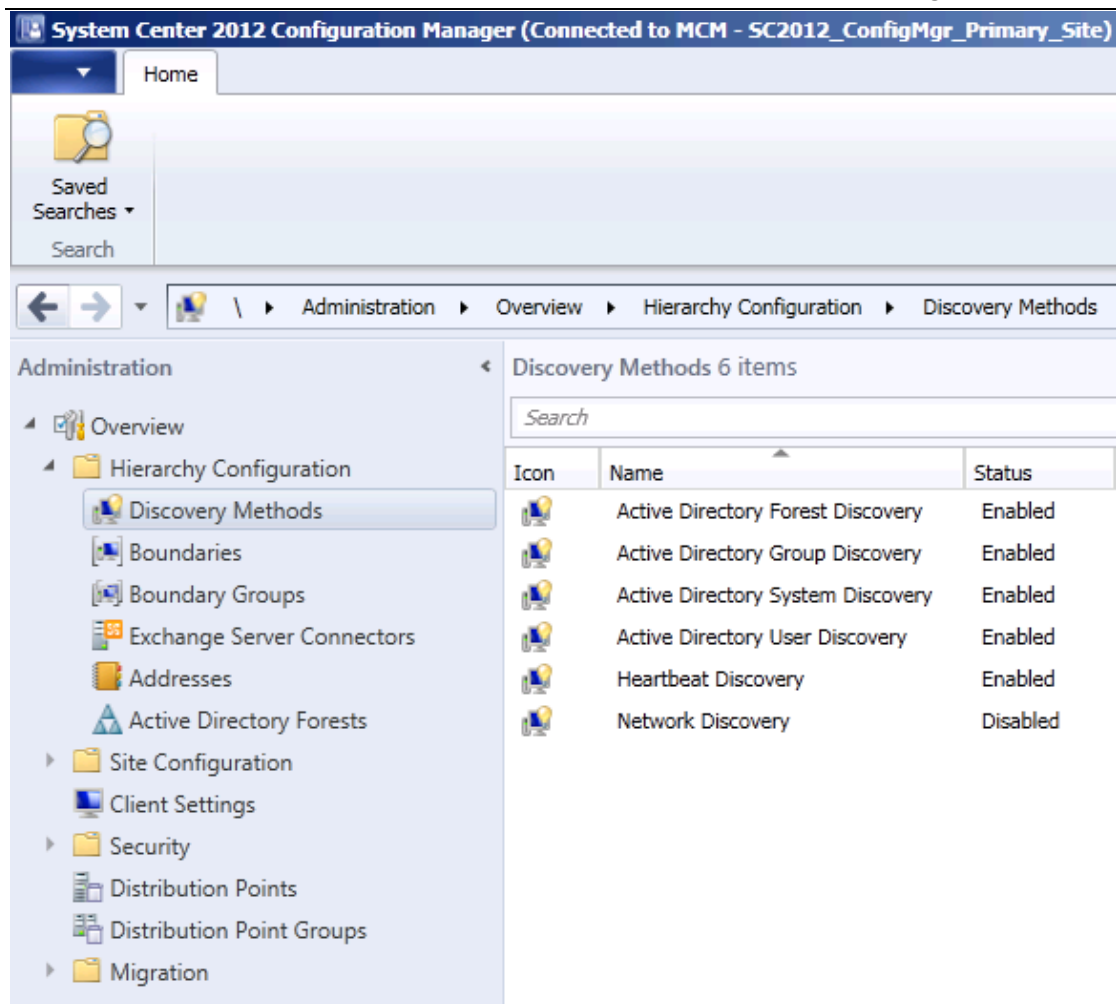 System Center 2012 Configuration Manager (Connected to MCM - SC2012_ConfigMgr_Primary_Site)
Home
Saved
Searches
Search
\ Administration Overview Hierarchy Configuration Discovery Methods
Administration
Overview
Hierarchy Configuration
Discovery Methods
Boundaries
Boundary Groups
Exchange Server Connectors
Addresses
Active Directory Forests
Site Configuration
Client Settings
Security
Distribution Points
Distribution Point Groups
Migration
Discovery Methods 6 items
Search
Icon Name Status
Active Directory Forest Discovery Enabled
Active Directory Group Discovery Enabled
Active Directory System Discovery Enabled
Active Directory User Discovery Enabled
Heartbeat Discovery Enabled
Network Discovery Disabled